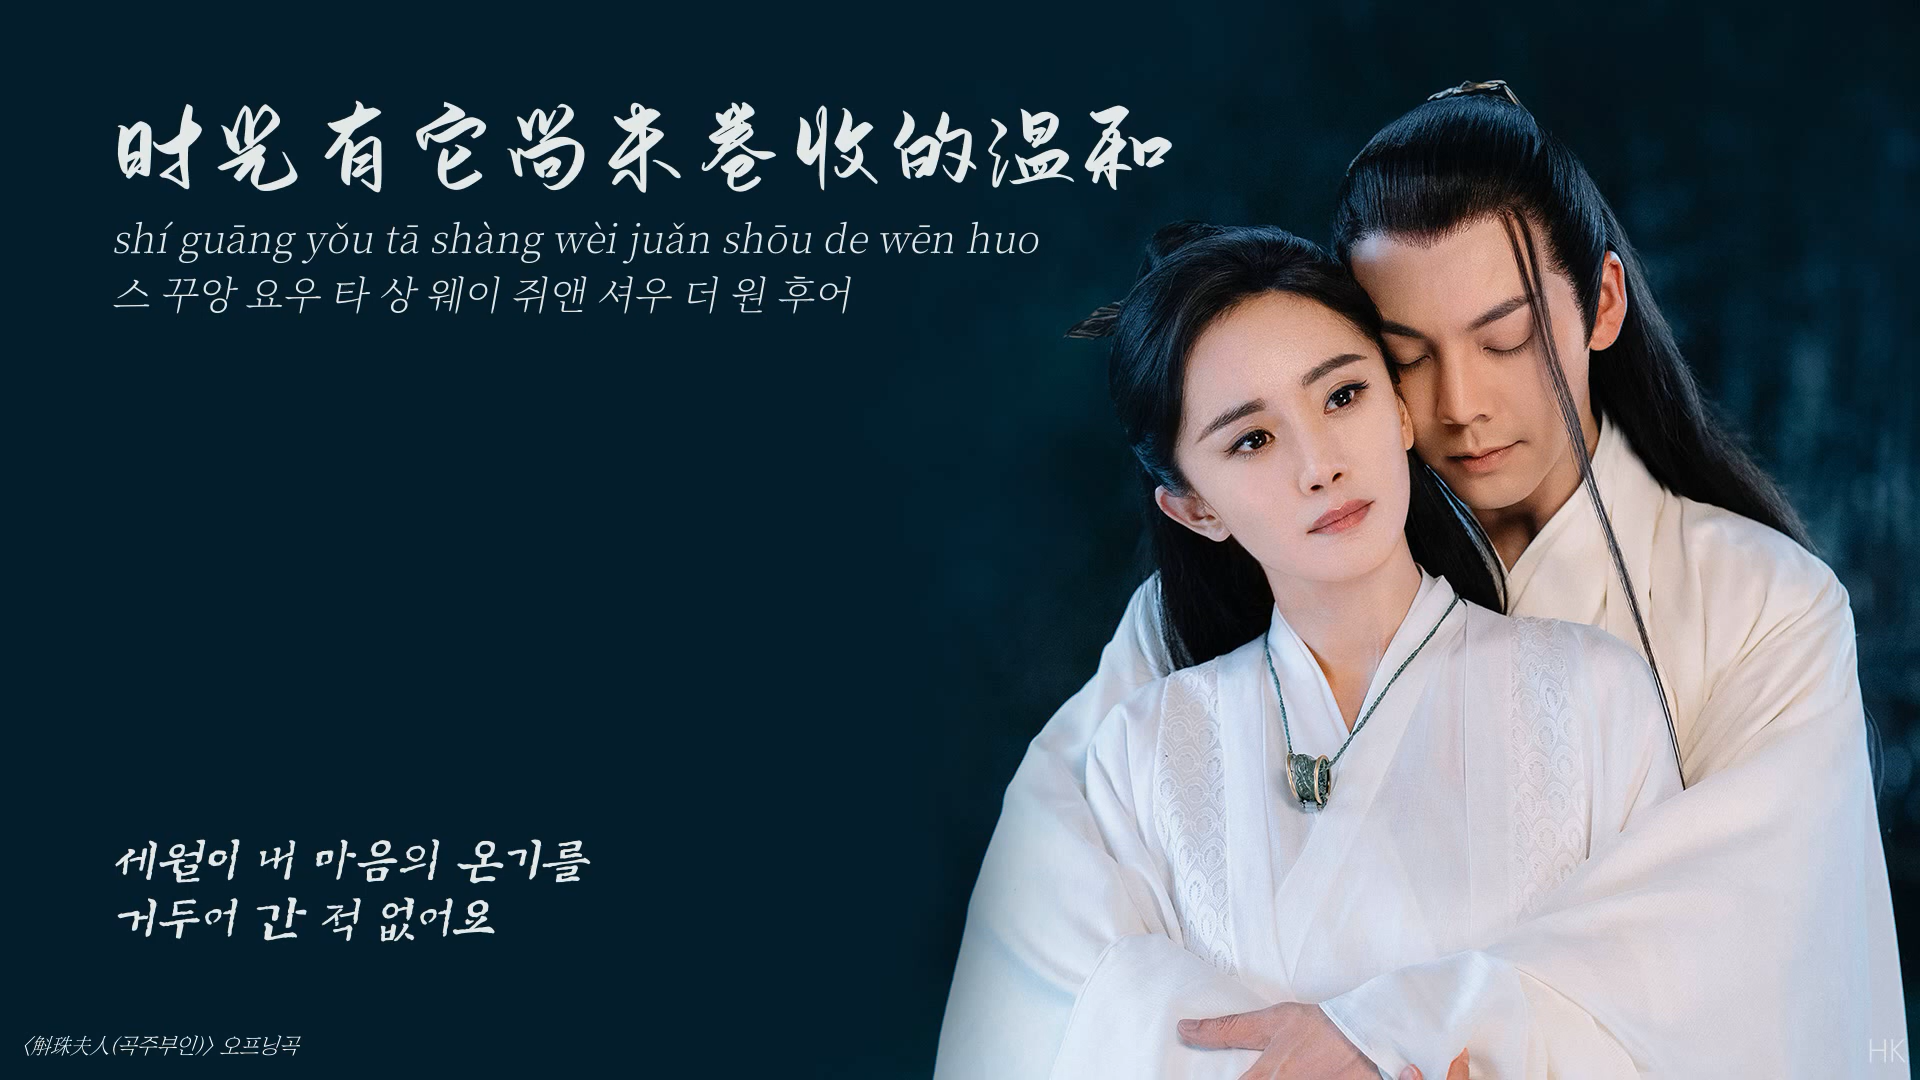 时光有它尚未卷收的温和
shí guāng yǒu tā shàng wèi juǎn shōu de wēn huo
스 꾸앙 요우 타 상 웨이 쥐앤 셔우 더 원 후어
세월이 내 마음의 온기를
거두어 간 적 없어요
〈斛珠夫人(곡주부인)〉 오프닝곡
HK